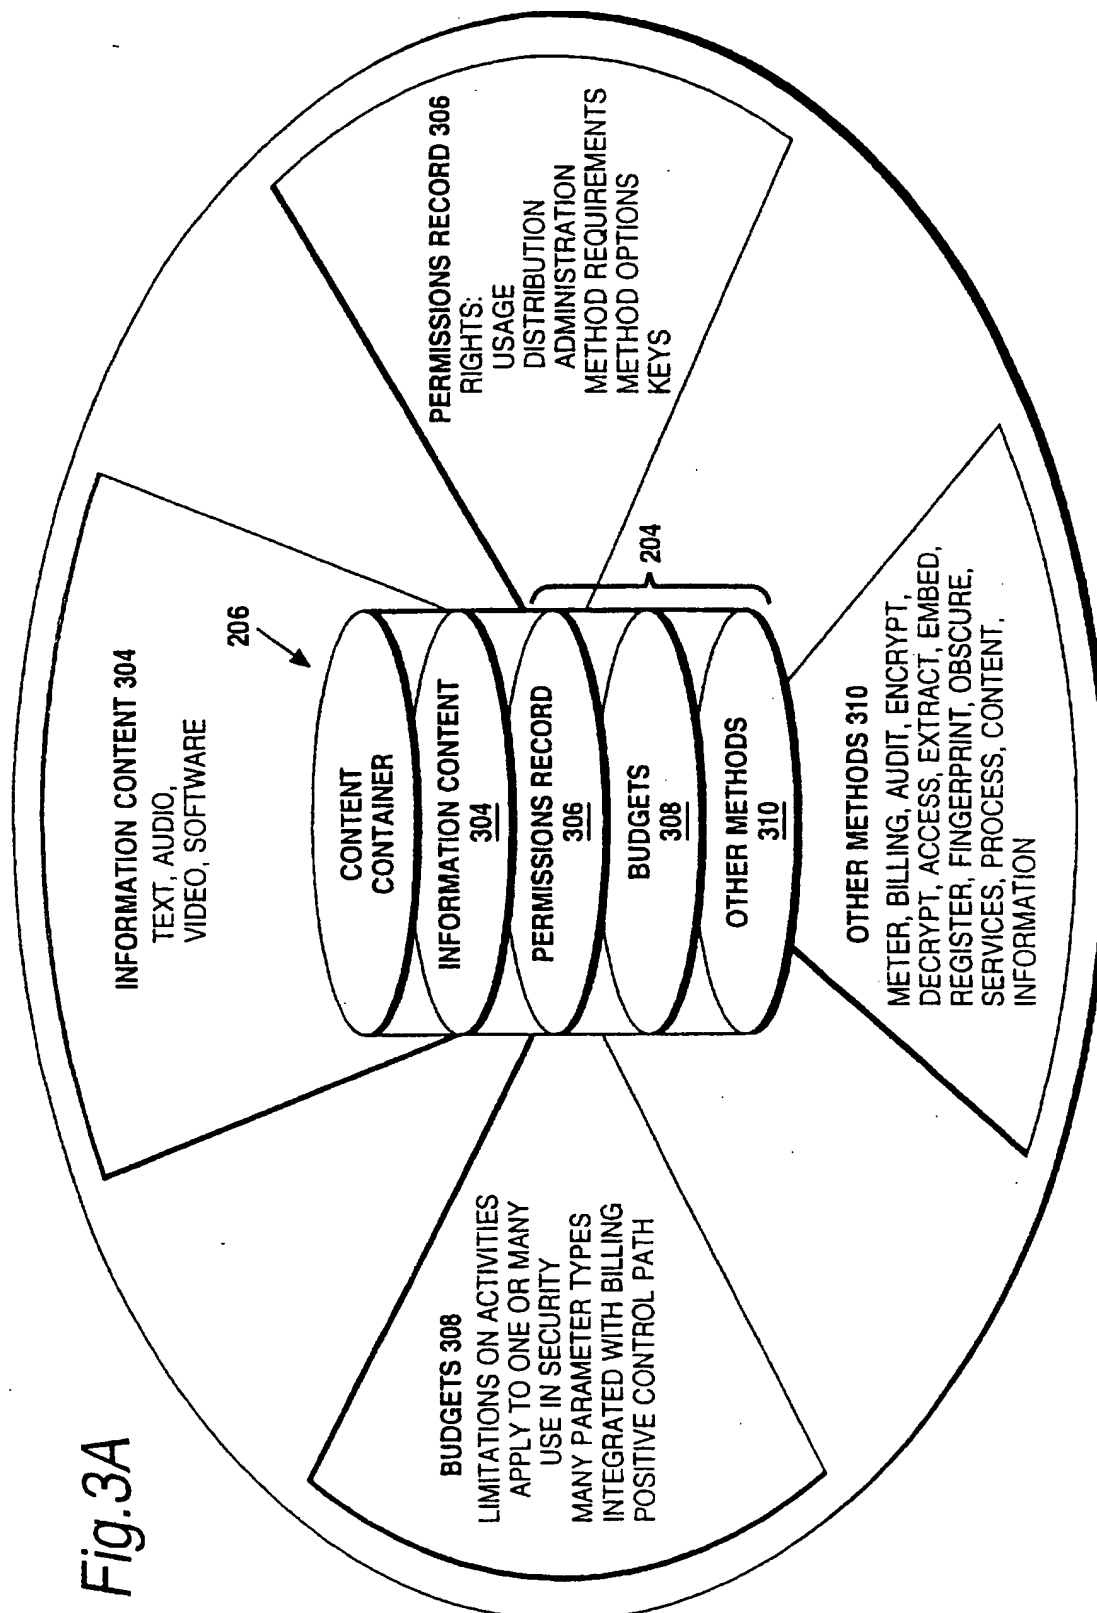 Fig.3A
INFORMATION CONTENT 304
TEXT, AUDIO,
VIDEO, SOFTWARE
206
CONTENT
CONTAINER
INFORMATION CONTENT
304
PERMISSIONS RECORD
306
BUDGETS
308
OTHER METHODS
310
204
BUDGETS 308
LIMITATIONS ON ACTIVITIES
APPLY TO ONE OR MANY
USE IN SECURITY
MANY PARAMETER TYPES
INTEGRATED WITH BILLING
POSITIVE CONTROL PATH
PERMISSIONS RECORD 306
RIGHTS:
USAGE
DISTRIBUTION
ADMINISTRATION
METHOD REQUIREMENTS
METHOD OPTIONS
KEYS
OTHER METHODS 310
METER, BILLING, AUDIT, ENCRYPT,
DECRYPT, ACCESS, EXTRACT, EMBED,
REGISTER, FINGERPRINT, OBSCURE,
SERVICES, PROCESS, CONTENT,
INFORMATION